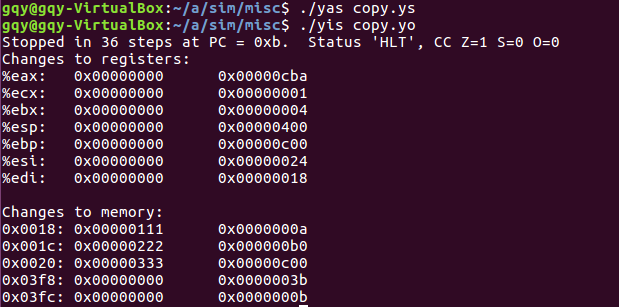 gqy@gqy-VirtualBox:~/a/sim/misc$ ./yas copy.ys
gqy@gqy-VirtualBox:~/a/sim/misc$ ./yis copy.yo
Stopped in 36 steps at PC = 0xb.  Status 'HLT', CC Z=1 S=0 O=0
Changes to registers:
%eax:   0x00000000      0x00000cba
%ecx:   0x00000000      0x00000001
%ebx:   0x00000000      0x00000004
%esp:   0x00000000      0x00000400
%ebp:   0x00000000      0x00000c00
%esi:   0x00000000      0x00000024
%edi:   0x00000000      0x00000018
Changes to memory:
0x0018: 0x00000111      0x0000000a
0x001c: 0x00000222      0x000000b0
0x0020: 0x00000333      0x00000c00
0x03f8: 0x00000000      0x0000003b
0x03fc: 0x00000000      0x0000000b